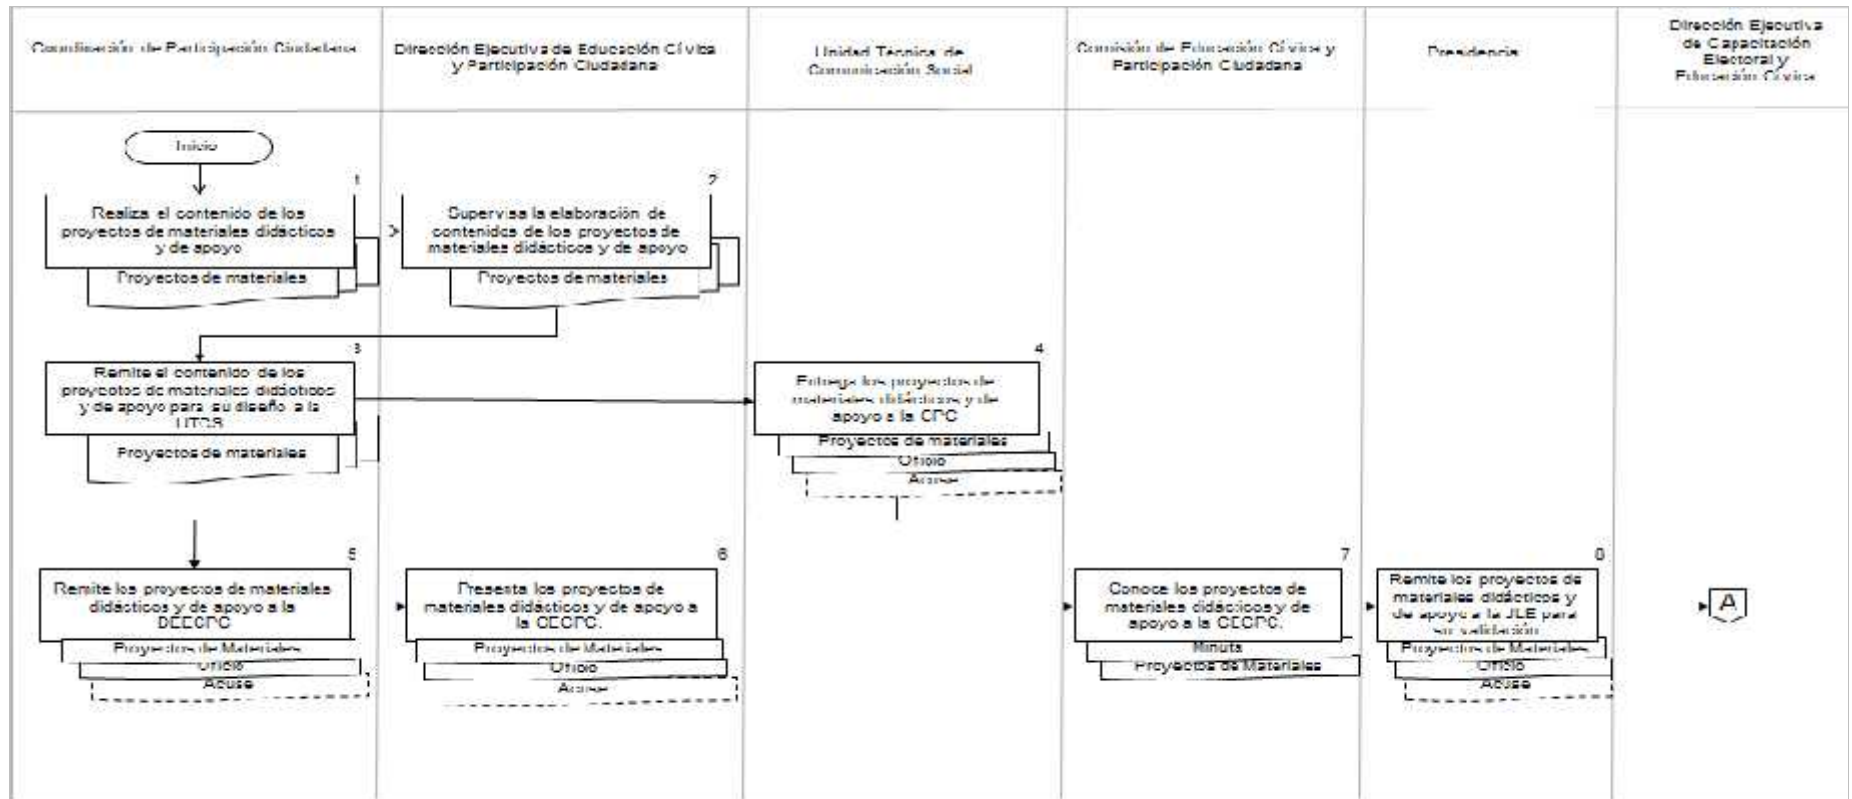 Coordinación de Participación Ciudadana
Dirección Ejecutiva de Educación Cívica
y Participación Ciudadana
Unidad Técnica de
Comunicación Social
Comisión de Educación Cívica y
Participación Ciudadana
Presidencia
Dirección Ejecutiva
de Capacitación
Electoral y
Educación Cívica
Inicio
1
Realiza el contenido de los
proyectos de materiales didácticos
y de apoyo
Proyectos de materiales
2
Supervisa la elaboración de
contenidos de los proyectos de
materiales didácticos y de apoyo
Proyectos de materiales
3
Remite el contenido de los
proyectos de materiales didácticos
y de apoyo para su diseño a la
UTCS
Proyectos de materiales
4
Entrega los proyectos de
materiales didácticos y de
apoyo a la CPC
Proyectos de materiales
Oficio
Acuse
5
Remite los proyectos de materiales
didácticos y de apoyo a la
DEECPC
Proyectos de Materiales
Oficio
Acuse
6
Presenta los proyectos de
materiales didácticos y de apoyo a
la CECPC.
Proyectos de Materiales
Oficio
Acuse
7
Conoce los proyectos de
materiales didácticos y de
apoyo a la CECPC.
Minuta
Proyectos de Materiales
8
Remite los proyectos de
materiales didácticos y
de apoyo a la JLE para
su validación
Proyectos de Materiales
Oficio
Acuse
A